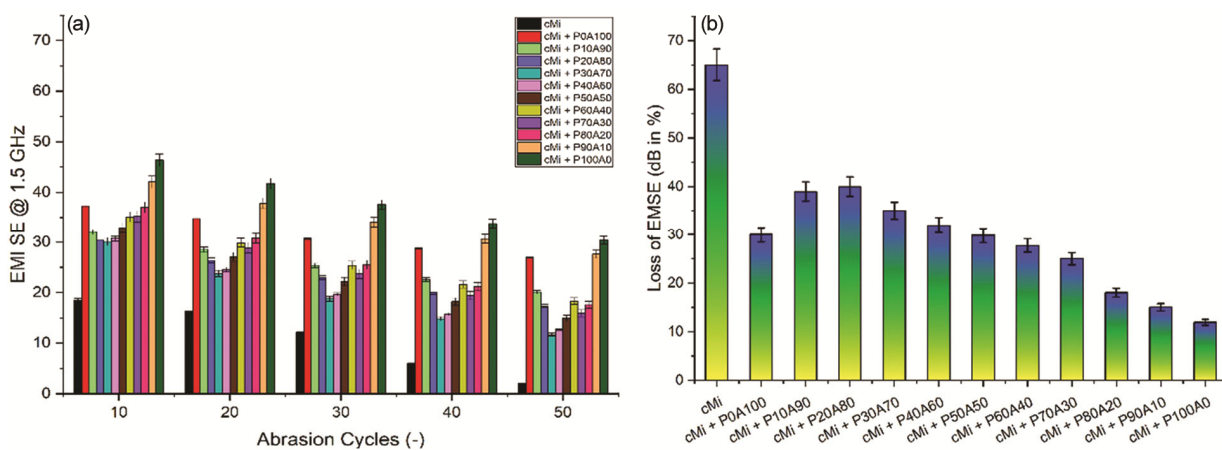 (a)
cMi
cMi + P0A100
cMi + P10A90
cMi + P20A80
cMi + P30A70
cMi + P40A60
cMi + P50A50
cMi + P60A40
cMi + P70A30
cMi + P80A20
cMi + P90A10
cMi + P100A0
EMI SE @ 1.5 GHz
70
60
50
40
30
20
10
0
10 20 30 40 50
Abrasion Cycles (-)
(b)
Loss of EMSE (dB in %)
70
60
50
40
30
20
10
0
cMi
cMi + P0A100
cMi + P10A90
cMi + P20A80
cMi + P30A70
cMi + P40A60
cMi + P50A50
cMi + P60A40
cMi + P70A30
cMi + P80A20
cMi + P90A10
cMi + P100A0